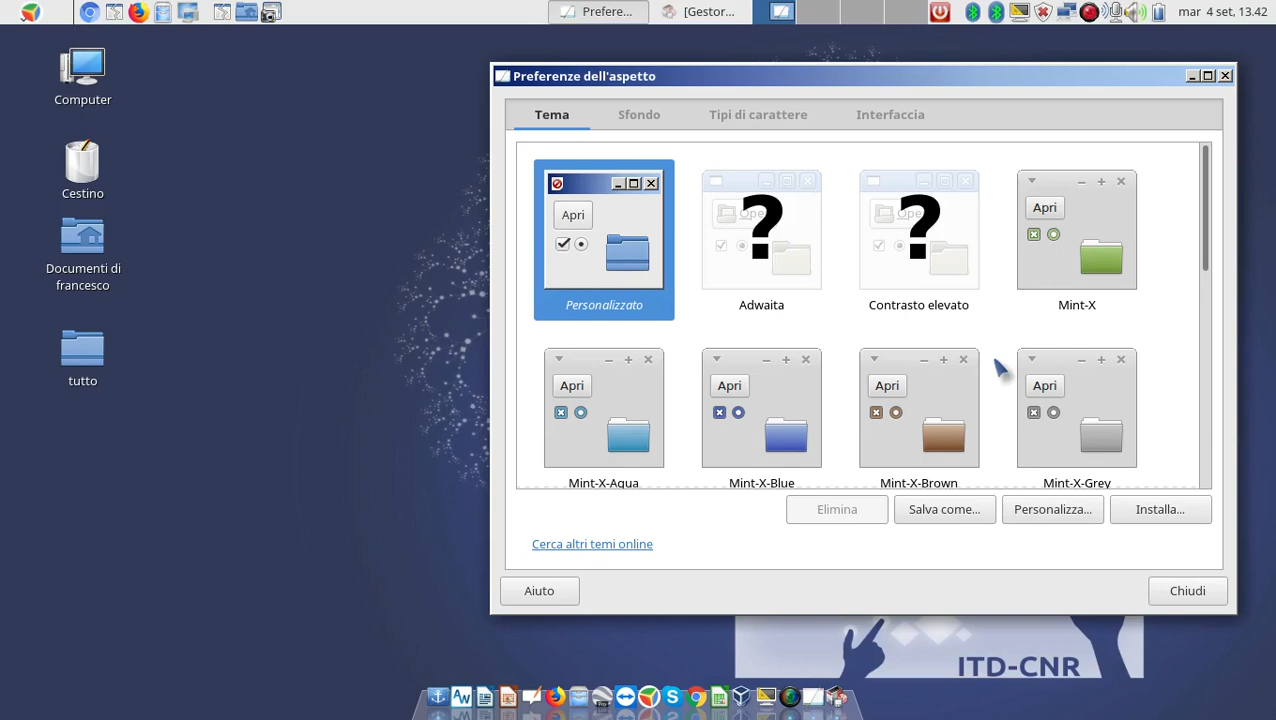 Prefere...
[Gestor...
mar 4 set, 13.42
Computer
Cestino
Documenti di
francesco
tutto
Preferenze dell'aspetto
Tema
Sfondo
Tipi di carattere
Interfaccia
Apri
Personalizzato
Ope
?
Adwaita
Ope
?
Contrasto elevato
Apri
Mint-X
Apri
Mint-X-Aqua
Apri
Mint-X-Blue
Apri
Mint-X-Brown
Apri
Mint-X-Grey
Elimina
Salva come...
Personalizza...
Installa...
Cerca altri temi online
Aiuto
Chiudi
ITD-CNR